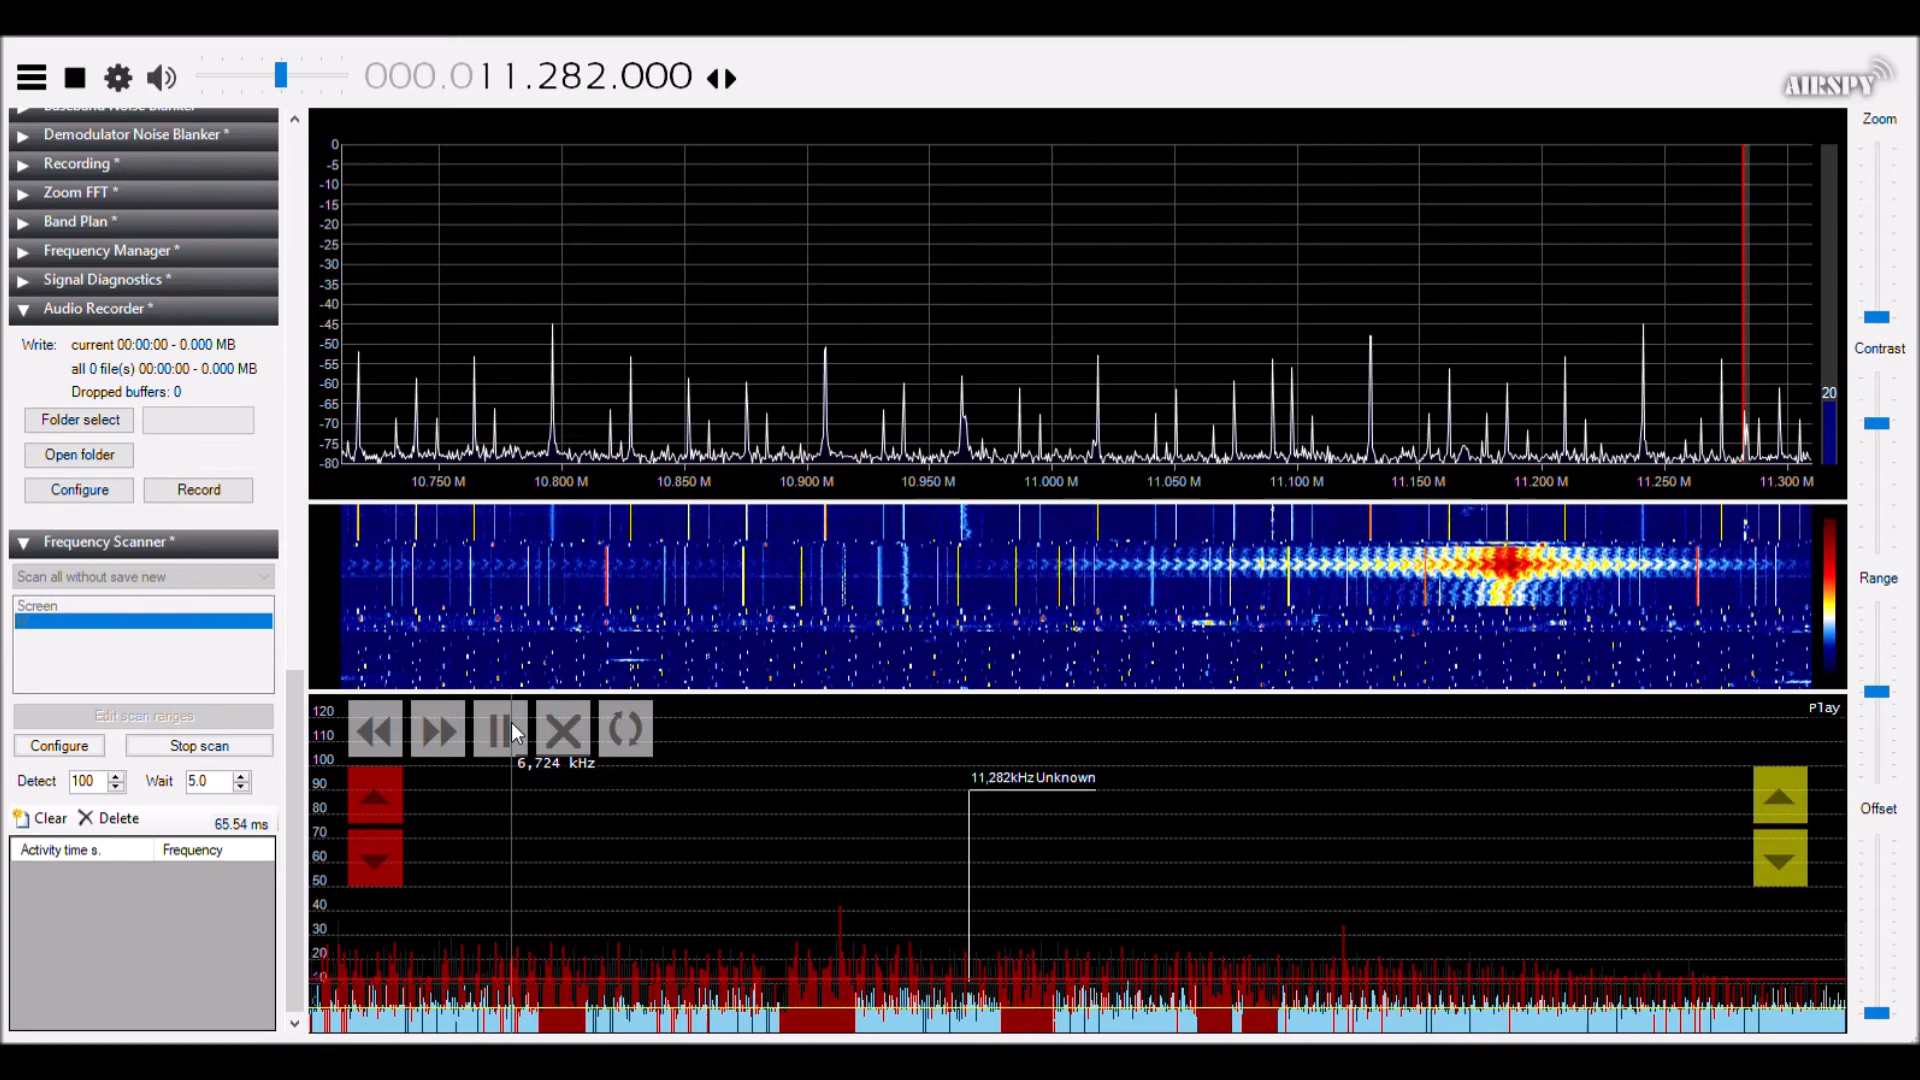 000.011.282.000
AIRSPY
Baseband Noise Blanker *
Demodulator Noise Blanker *
Recording *
Zoom FFT *
Band Plan *
Frequency Manager *
Signal Diagnostics *
Audio Recorder *
Write: current 00:00:00 - 0.000 MB
all 0 file(s) 00:00:00 - 0.000 MB
Dropped buffers: 0
Folder select
Open folder
Configure Record
Frequency Scanner *
Scan all without save new
Screen
Edit scan ranges
Configure Stop scan
Detect 100 Wait 5.0
Clear Delete 65.54 ms
Activity time s. Frequency
0
-5
-10
-15
-20
-25
-30
-35
-40
-45
-50
-55
-60
-65
-70
-75
-80
10.750 M 10.800 M 10.850 M 10.900 M 10.950 M 11.000 M 11.050 M 11.100 M 11.150 M 11.200 M 11.250 M 11.300 M
20
120
110
100
90
80
70
60
50
40
30
20
10
0
Play
6,724 kHz
11,282kHz Unknown
Zoom
Contrast
Range
Offset